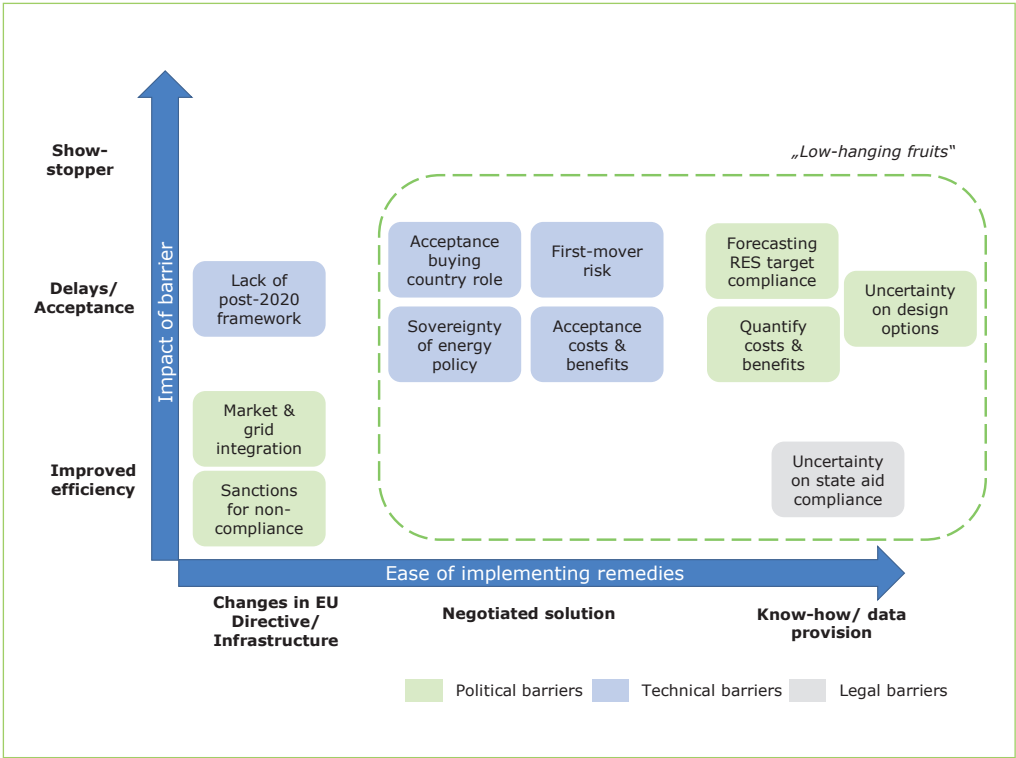 Show-
stopper
„Low-hanging fruits“
Impact of barrier
Delays/
Acceptance
Lack of
post-2020
framework
Acceptance
buying
country role
First-mover
risk
Forecasting
RES target
compliance
Uncertainty
on design
options
Sovereignty
of energy
policy
Acceptance
costs &
benefits
Quantify
costs &
benefits
Improved
efficiency
Market &
grid
integration
Sanctions
for non-
compliance
Uncertainty
on state aid
compliance
Ease of implementing remedies
Changes in EU
Directive/
Infrastructure
Negotiated solution
Know-how/ data
provision
Political barriers
Technical barriers
Legal barriers